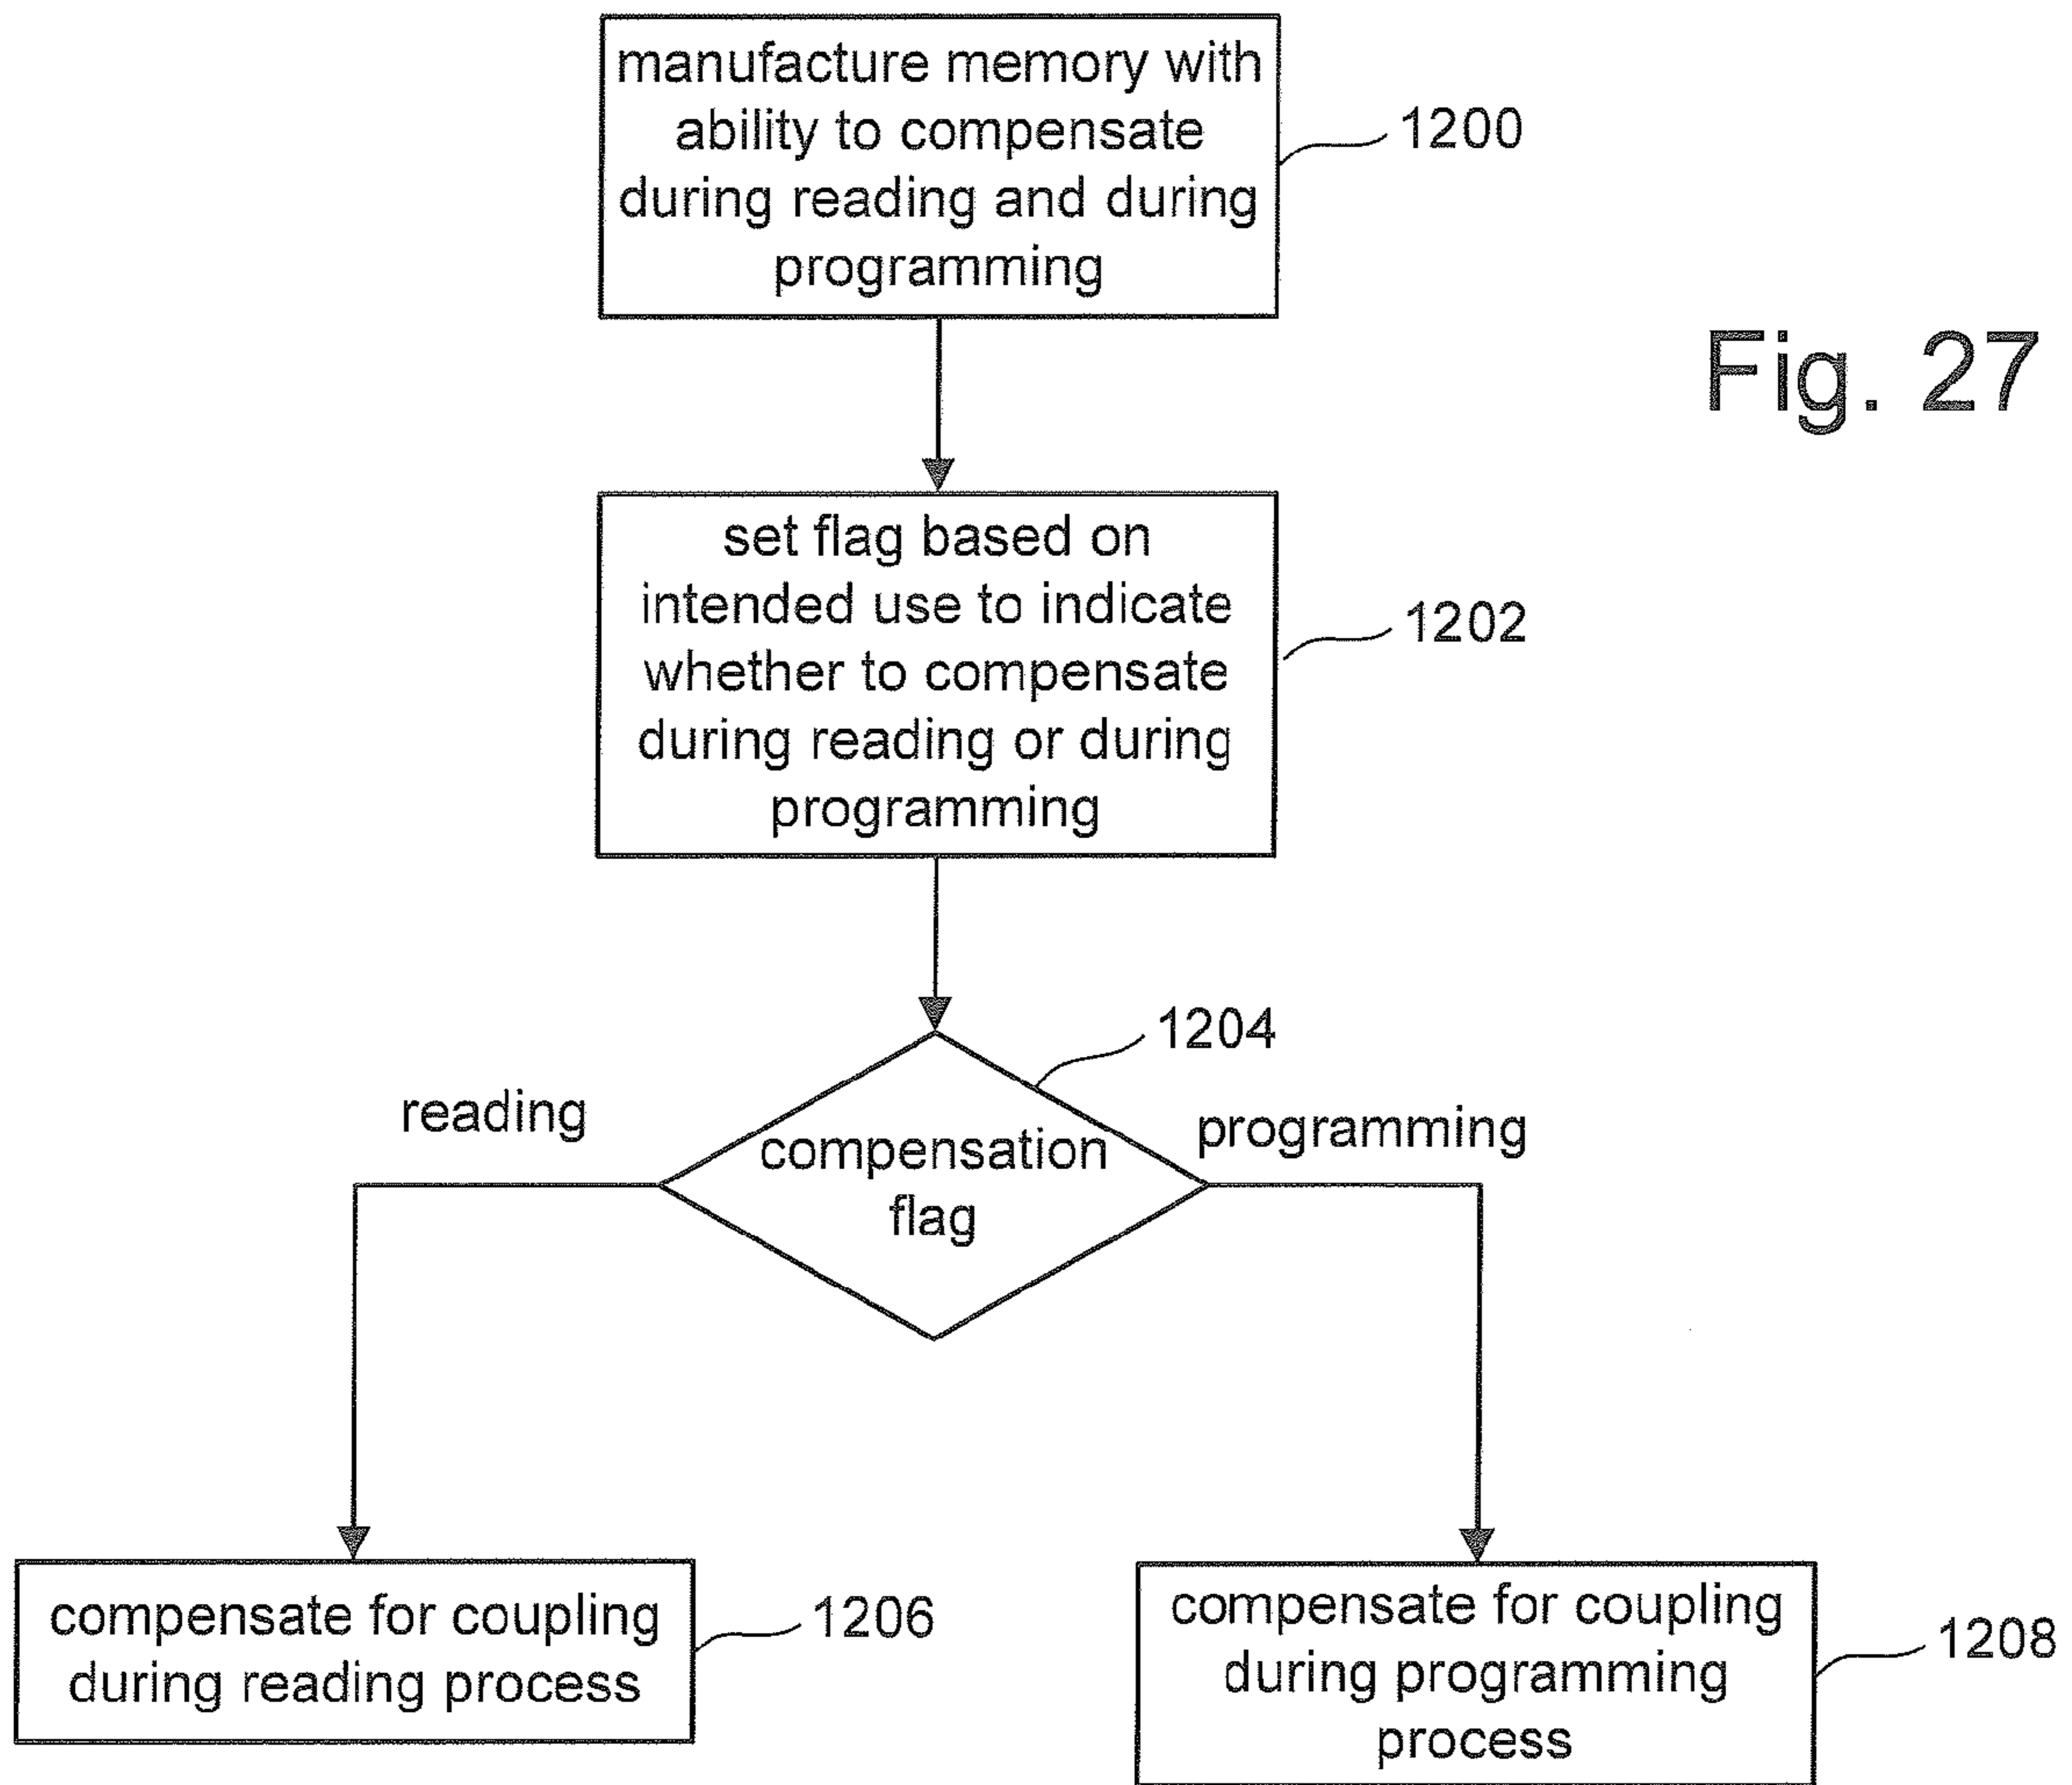 manufacture memory with
ability to compensate
during reading and during
programming
1200
Fig. 27
set flag based on
intended use to indicate
whether to compensate
during reading or during
programming
1202
1204
reading
programming
compensation
flag
compensate for coupling
during reading process
1206
compensate for coupling
during programming
process
1208